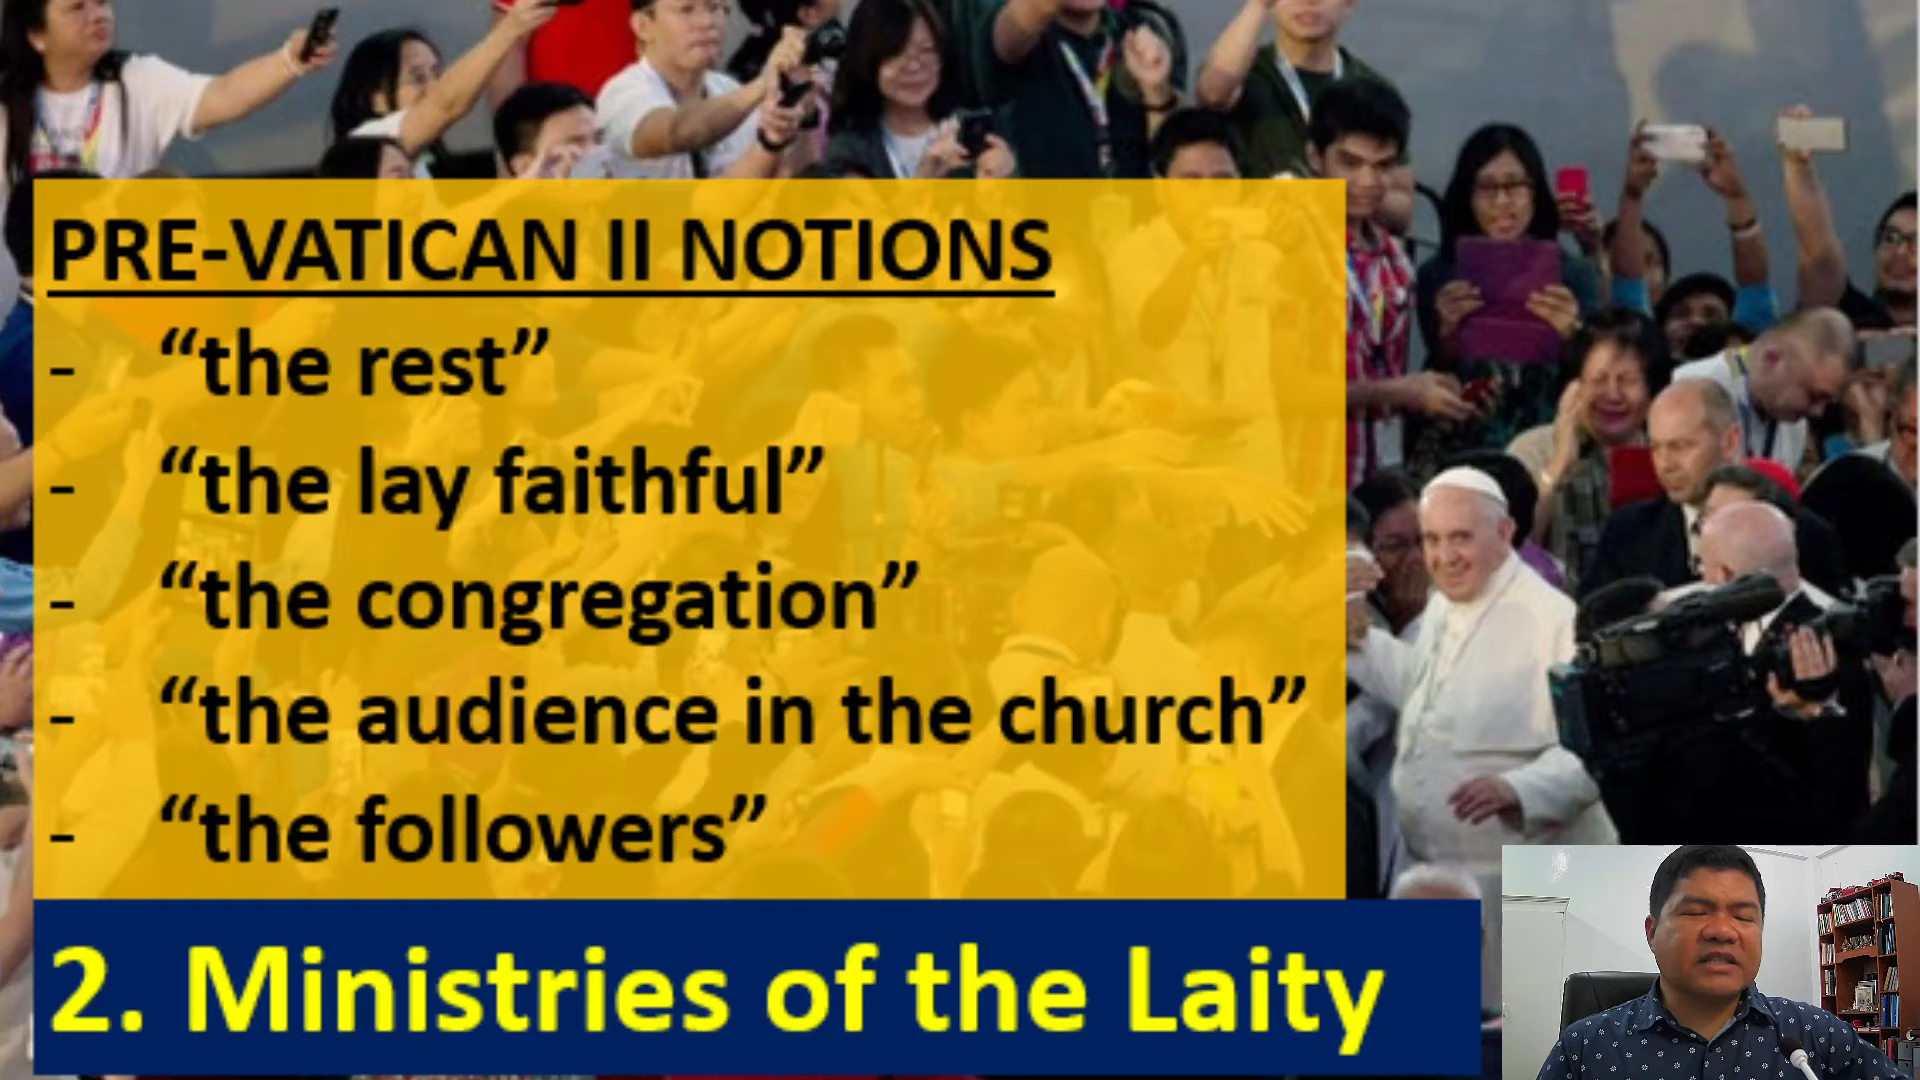 PRE-VATICAN II NOTIONS
- “the rest”
- “the lay faithful”
- “the congregation”
- “the audience in the church”
- “the followers”
2. Ministries of the Laity